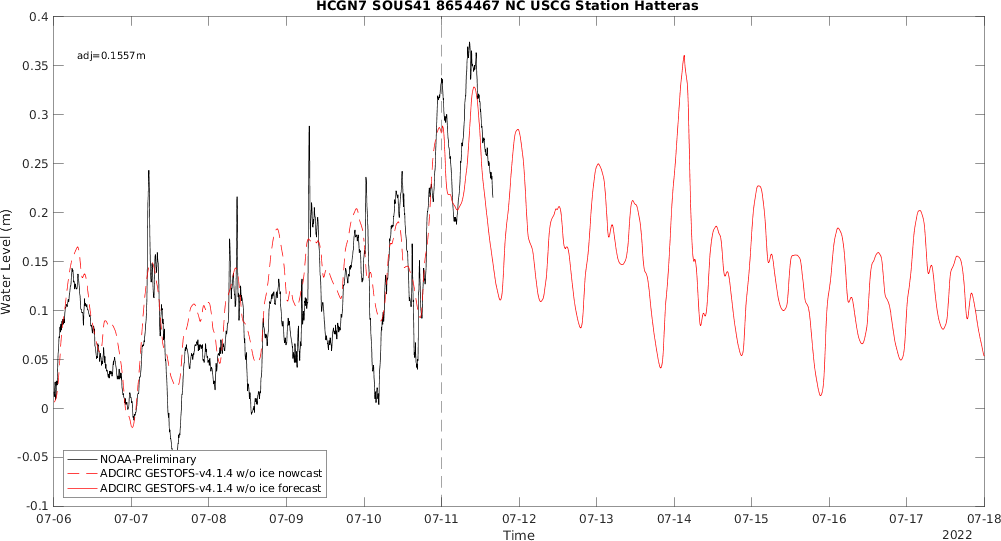 HCGN7 SOUS41 8654467 NC USCG Station Hatteras
adj=0.1557m
Water Level (m)
0.4
0.35
0.3
0.25
0.2
0.15
0.1
0.05
0
-0.05
-0.1
NOAA-Preliminary
ADCIRC GESTOFS-v4.1.4 w/o ice nowcast
ADCIRC GESTOFS-v4.1.4 w/o ice forecast
07-06 07-07 07-08 07-09 07-10 07-11 07-12 07-13 07-14 07-15 07-16 07-17 07-18
Time
2022